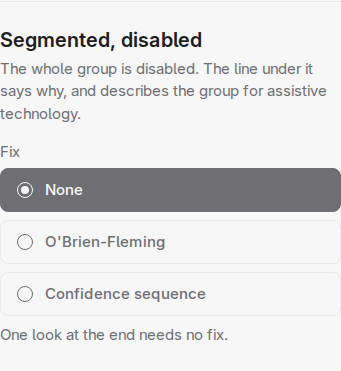 Segmented, disabled
The whole group is disabled. The line under it
says why, and describes the group for assistive
technology.
Fix
None
O'Brien-Fleming
Confidence sequence
One look at the end needs no fix.